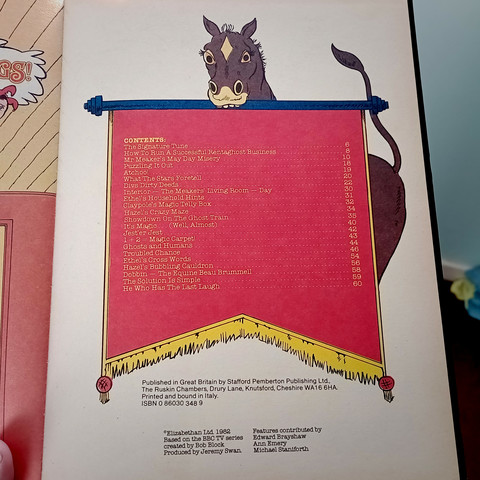 GS!
CONTENTS:
The Signature Tune 6
How To Run A Successful Rentaghost Business 8
Mr Meaker's May Day Misery 10
Puzzling It Out 18
Atchoo 19
What The Stars Foretell 20
Divs Dirty Deeds 22
Interior — The Meakers' Living Room — Day 30
Ethel's Household Hints 31
Claypole's Magic Telly Box 32
Hazel's Crazy Maze 34
Showdown On The Ghost Train 35
It's Magic... (Well, Almost) 40
Jest'er Jest 42
1 + 2 = Magic Carpet 43
Ghosts and Humans 44
Troubled Chance 46
Ethel's Cross Words 54
Hazel's Bubbling Cauldron 56
Dobbin — The Equine Beau Brummell 58
The Solution Is Simple 59
He Who Has The Last Laugh 60
Published in Great Britain by Stafford Pemberton Publishing Ltd.,
The Ruskin Chambers, Drury Lane, Knutsford, Cheshire WA16 6HA.
Printed and bound in Italy.
ISBN 0 86030 348 9
©Elizabethan Ltd. 1982
Based on the BBC TV series
created by Bob Block
Produced by Jeremy Swan
Features contributed by
Edward Brayshaw
Ann Emery
Michael Staniforth